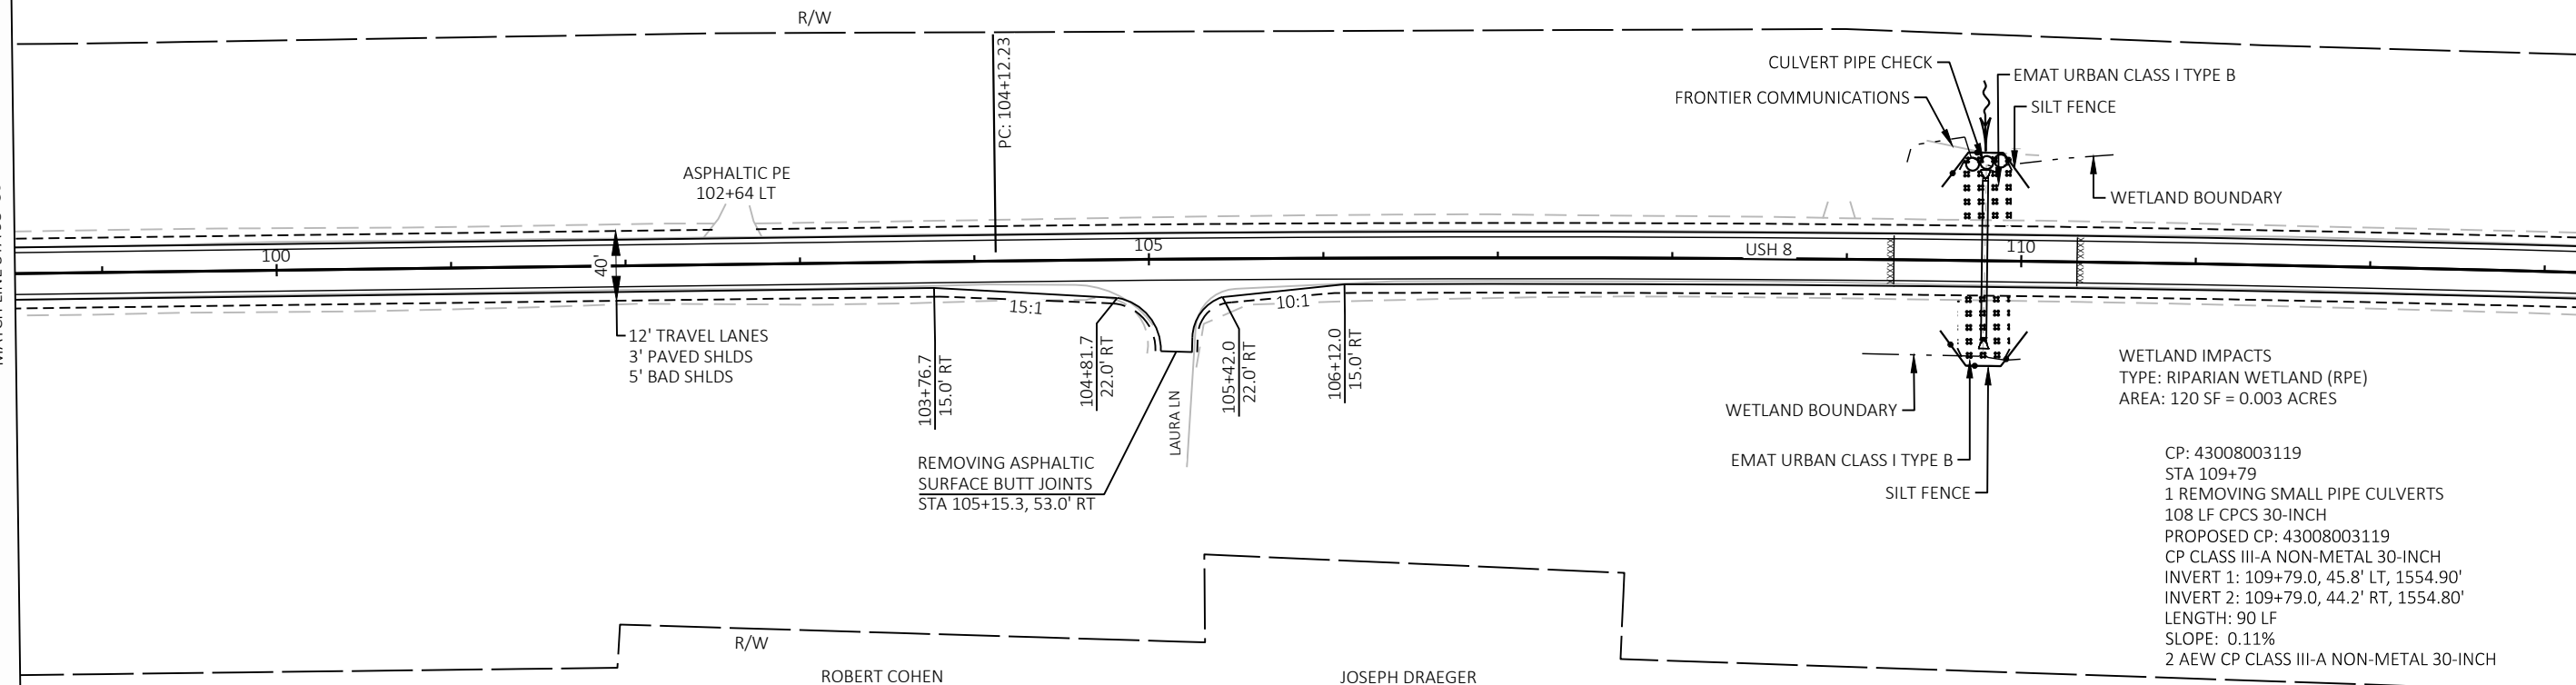 R/W
PC: 104+12.23
CULVERT PIPE CHECK
EMAT URBAN CLASS I TYPE B
FRONTIER COMMUNICATIONS
SILT FENCE
ASPHALTIC PE
102+64 LT
WETLAND BOUNDARY
100
40'
105
USH 8
110
15:1
10:1
12' TRAVEL LANES
3' PAVED SHLDS
5' BAD SHLDS
103+76.7
15.0' RT
104+81.7
22.0' RT
LAURA LN
105+42.0
22.0' RT
106+12.0
15.0' RT
WETLAND IMPACTS
TYPE: RIPARIAN WETLAND (RPE)
AREA: 120 SF = 0.003 ACRES
WETLAND BOUNDARY
EMAT URBAN CLASS I TYPE B
SILT FENCE
REMOVING ASPHALTIC
SURFACE BUTT JOINTS
STA 105+15.3, 53.0' RT
CP: 43008003119
STA 109+79
1 REMOVING SMALL PIPE CULVERTS
108 LF CPCS 30-INCH
PROPOSED CP: 43008003119
CP CLASS III-A NON-METAL 30-INCH
INVERT 1: 109+79.0, 45.8' LT, 1554.90'
INVERT 2: 109+79.0, 44.2' RT, 1554.80'
LENGTH: 90 LF
SLOPE: 0.11%
2 AEW CP CLASS III-A NON-METAL 30-INCH
R/W
ROBERT COHEN
JOSEPH DRAEGER